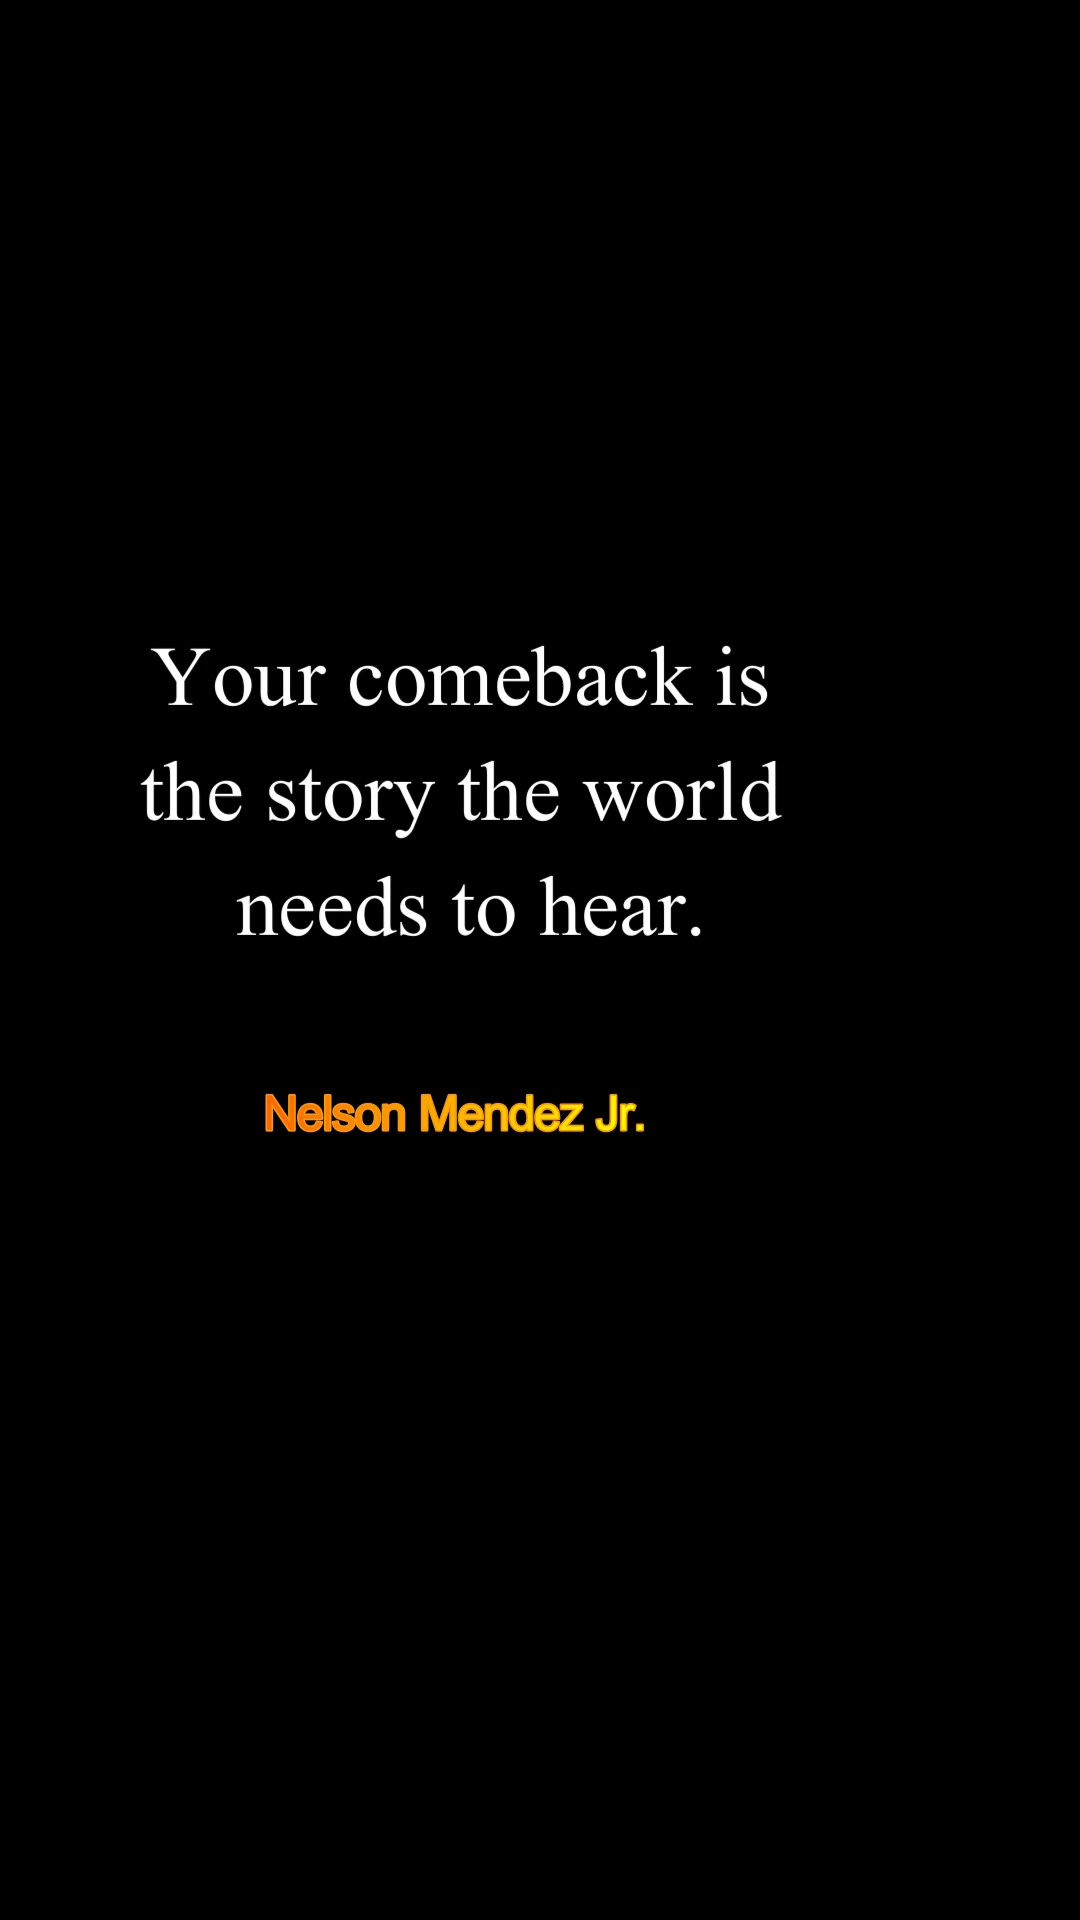 Your comeback is
the story the world
needs to hear.
Nelson Mendez Jr.